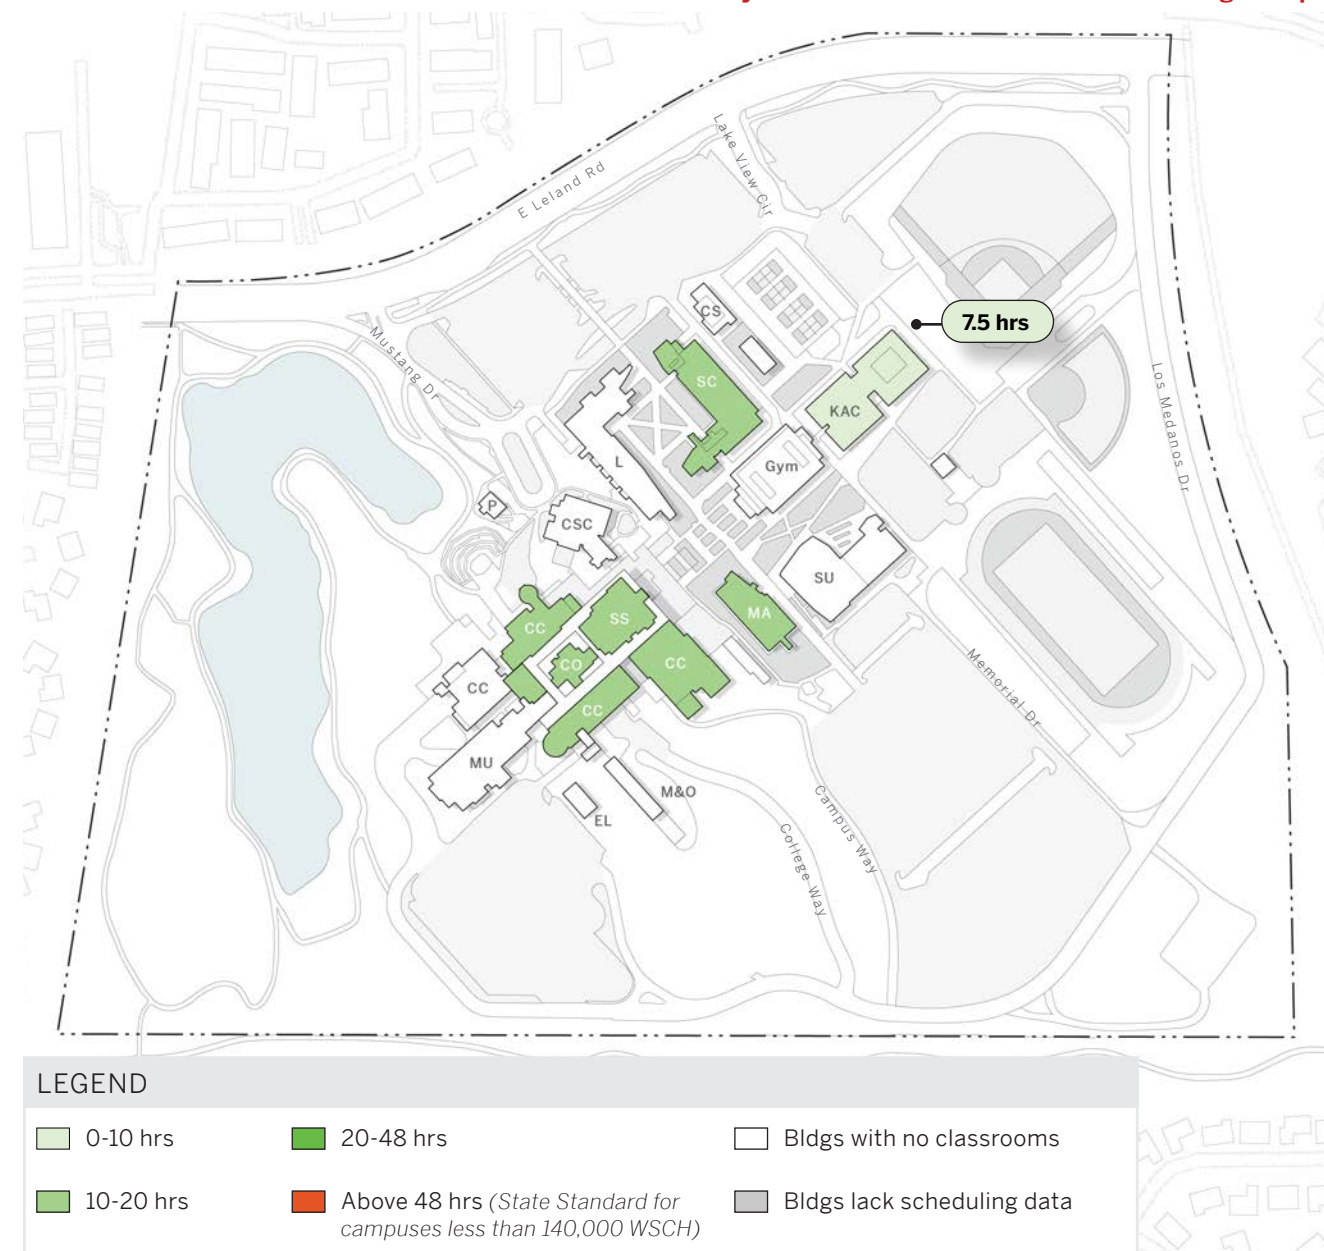 Lake View Cir
E Leland Rd
CS
7.5 hrs
Mustang Dr
SC
Los Medanos Dr
KAC
L
Gym
P
CSC
SU
CC
SS
MA
CO
CC
CC
Memorial Dr
CC
MU
M&O
EL
Campus Way
College Way
LEGEND
0-10 hrs
20-48 hrs
Bldgs with no classrooms
10-20 hrs
Above 48 hrs (State Standard for
campuses less than 140,000 WSCH)
Bldgs lack scheduling data